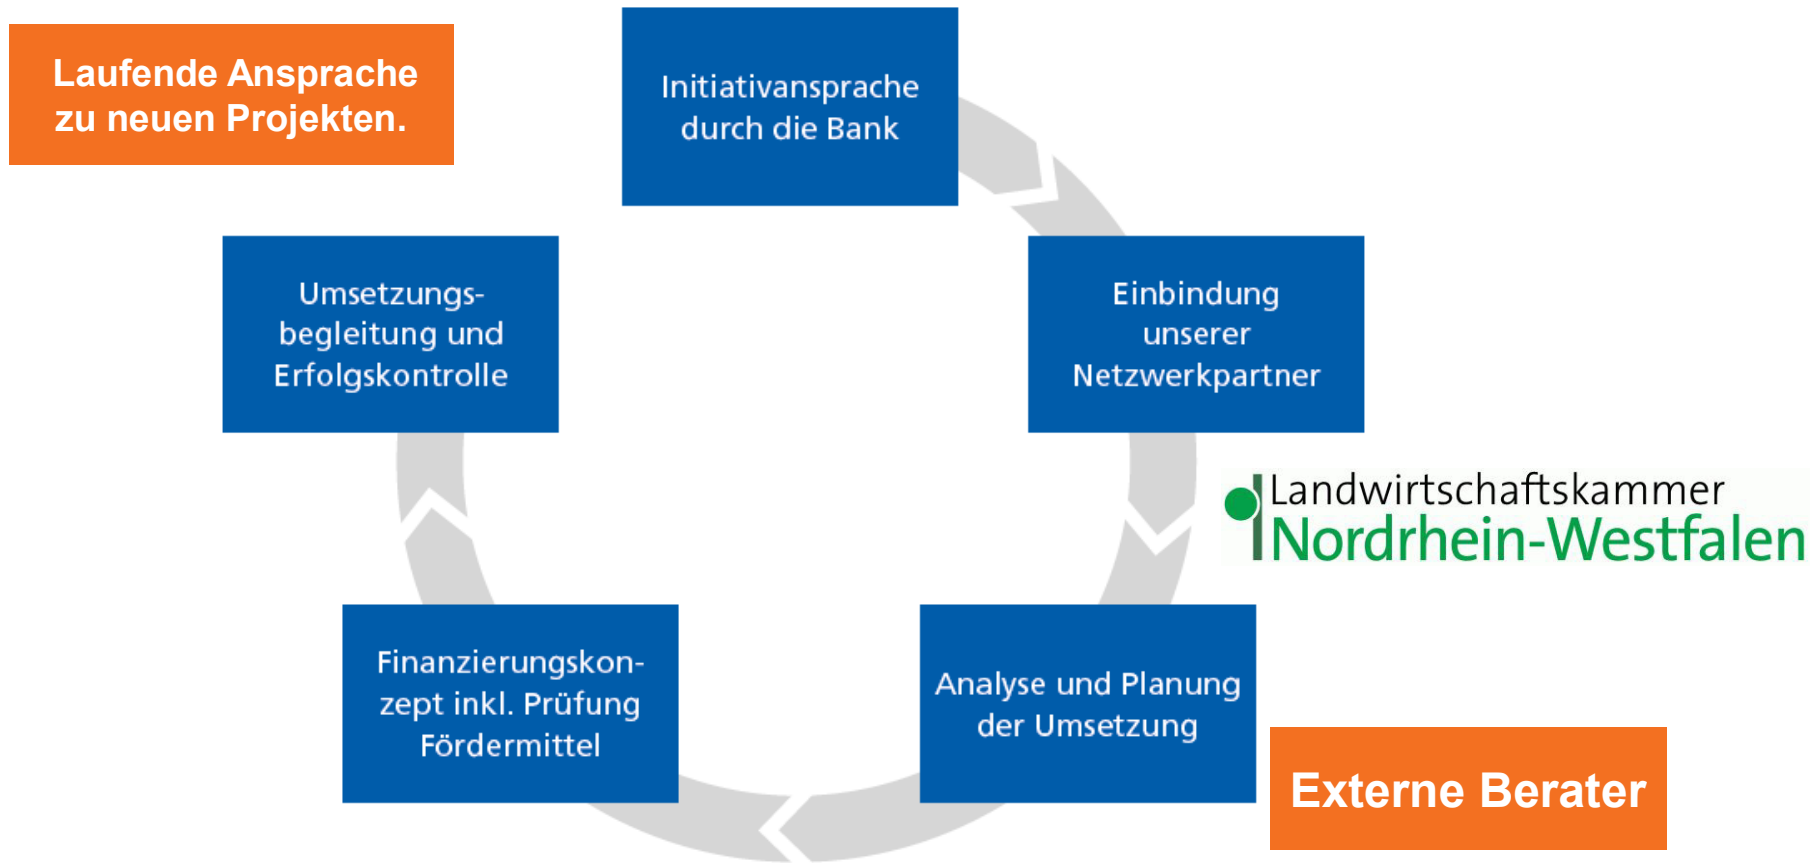 Laufende Ansprache
zu neuen Projekten.
Initiativansprache
durch die Bank
Einbindung
unserer
Netzwerkpartner
Landwirtschaftskammer
Nordrhein-Westfalen
Analyse und Planung
der Umsetzung
Externe Berater
Finanzierungskon-
zept inkl. Prüfung
Fördermittel
Umsetzungs-
begleitung und
Erfolgskontrolle